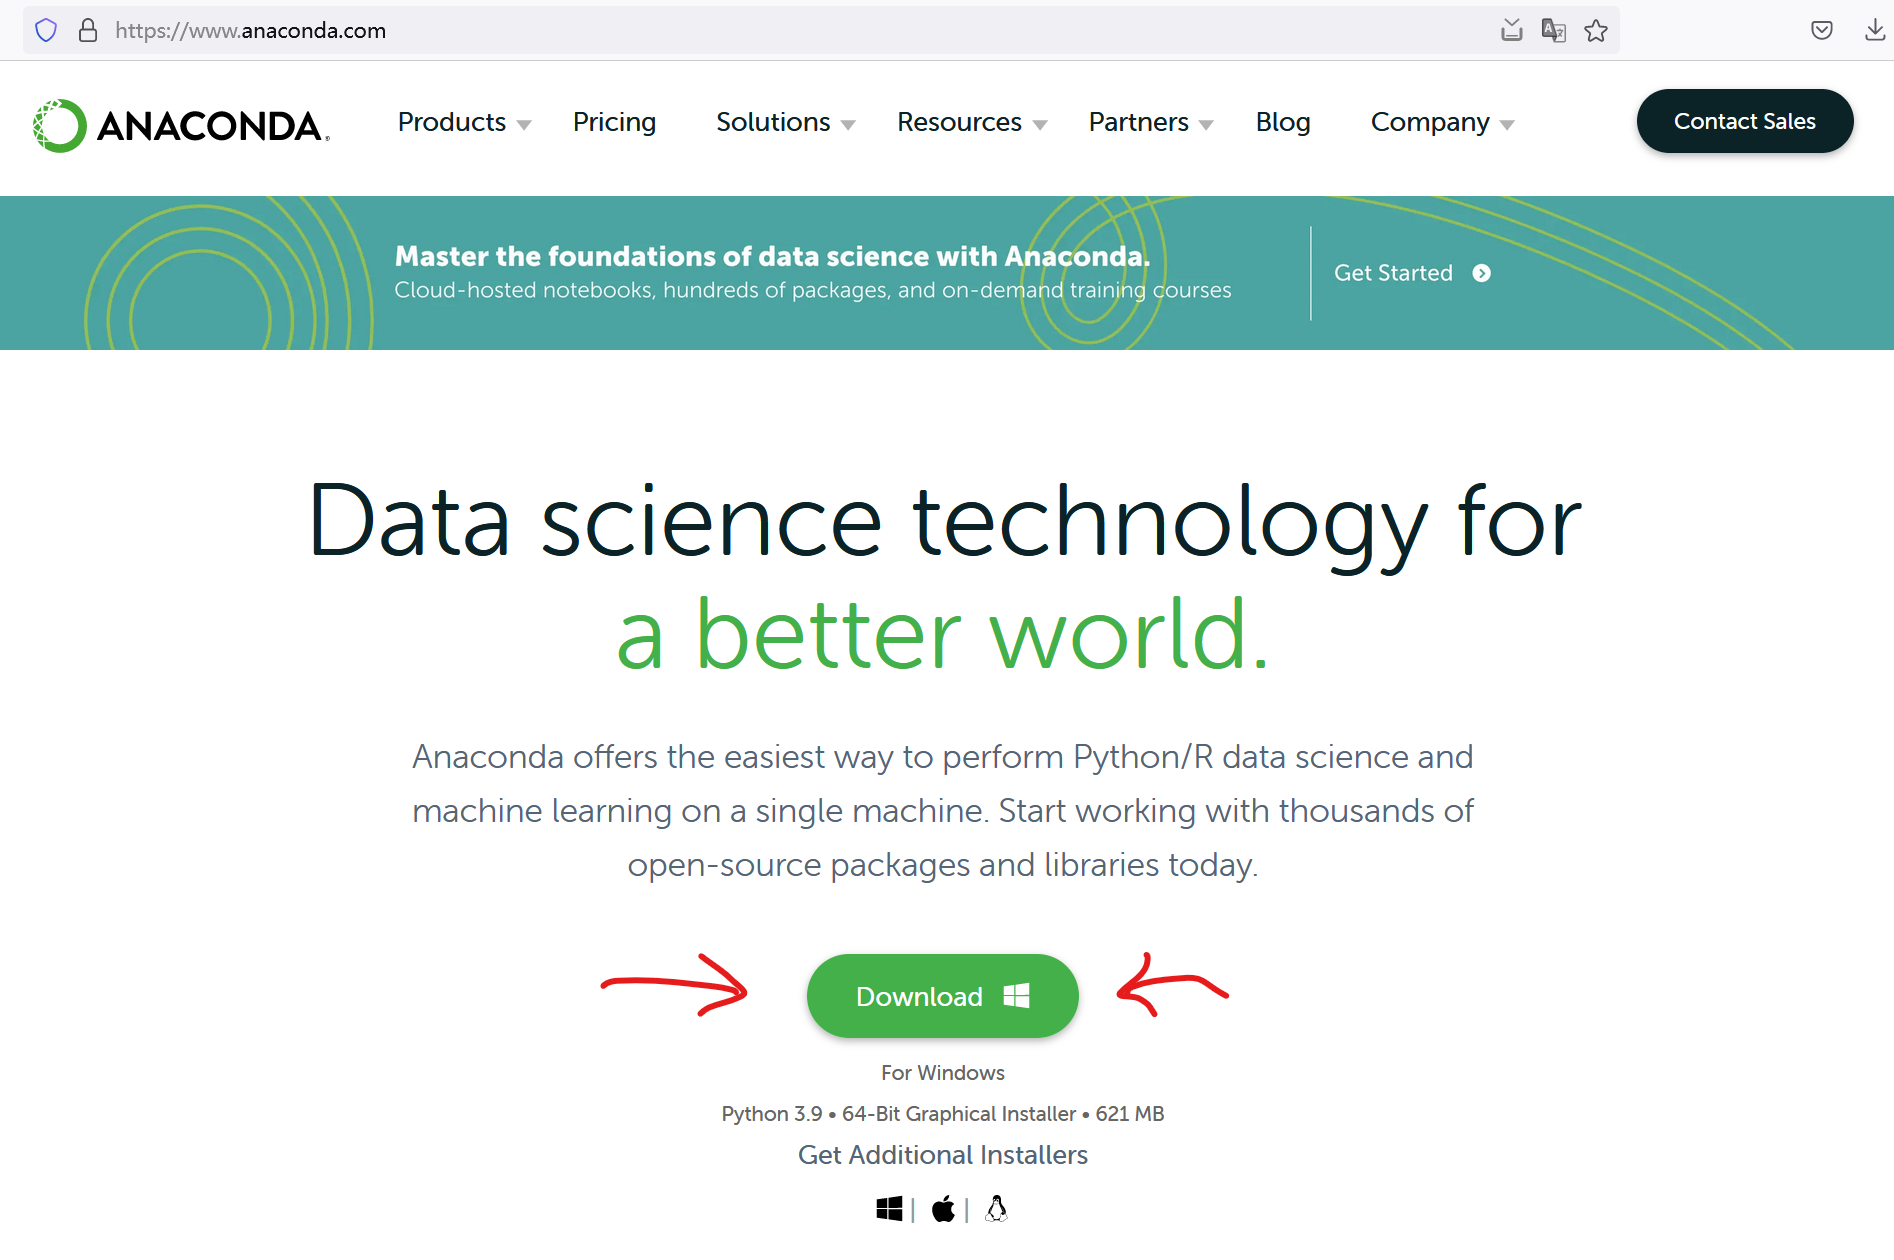 https://www.anaconda.com
ANACONDA
Products
Pricing
Solutions
Resources
Partners
Blog
Company
Contact Sales
Master the foundations of data science with Anaconda.
Cloud-hosted notebooks, hundreds of packages, and on-demand training courses
Get Started
Data science technology for
a better world.
Anaconda offers the easiest way to perform Python/R data science and
machine learning on a single machine. Start working with thousands of
open-source packages and libraries today.
Download
For Windows
Python 3.9 • 64-Bit Graphical Installer • 621 MB
Get Additional Installers